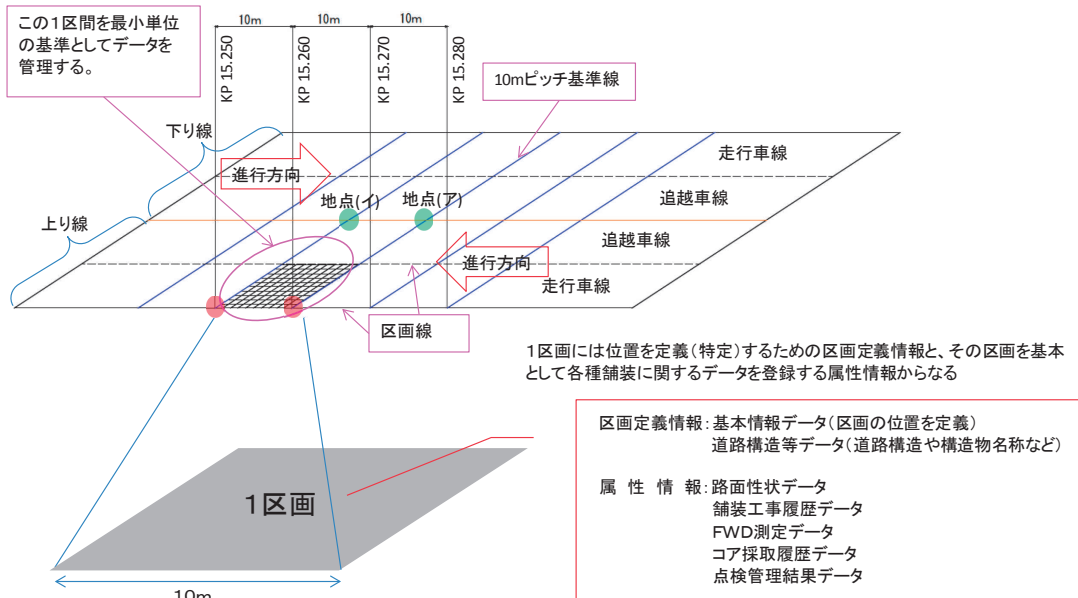 この1区間を最小単位
の基準としてデータを
管理する。
10m
10m
10m
KP 15.250
KP 15.260
KP 15.270
KP 15.280
10mピッチ基準線
下り線
上り線
進行方向
地点(イ)
地点(ア)
走行車線
追越車線
追越車線
進行方向
走行車線
区画線
1区画には位置を定義(特定)するための区画定義情報と、その区画を基本
として各種舗装に関するデータを登録する属性情報からなる
区画定義情報:基本情報データ(区画の位置を定義)
道路構造等データ(道路構造や構造物名称など)
属 性 情 報:路面性状データ
舗装工事履歴データ
FWD測定データ
コア採取履歴データ
点検管理結果データ
1区画
10m